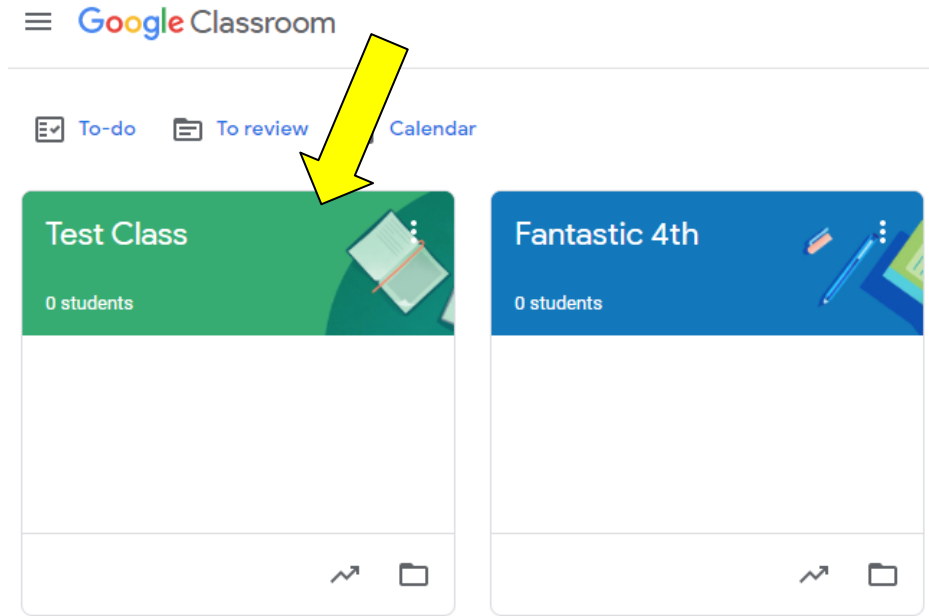 Google Classroom
To-do To review Calendar
Test Class
0 students
Fantastic 4th
0 students